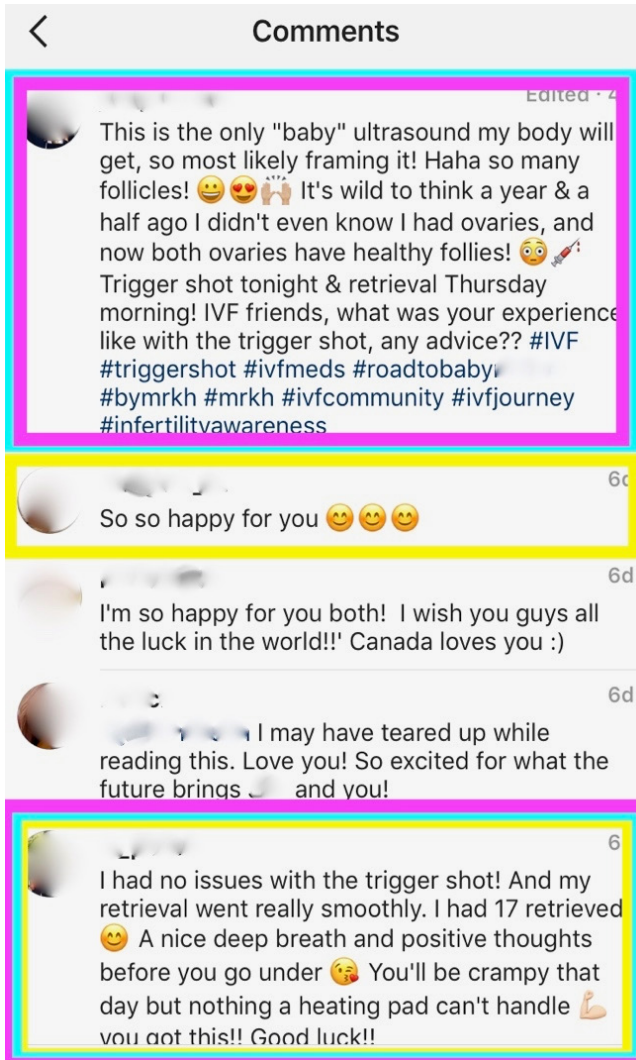 Comments
Edited · 4
This is the only "baby" ultrasound my body will
get, so most likely framing it! Haha so many
follicles! 😀😍🙌🏼 It's wild to think a year & a
half ago I didn't even know I had ovaries, and
now both ovaries have healthy follies! 😳💉
Trigger shot tonight & retrieval Thursday
morning! IVF friends, what was your experience
like with the trigger shot, any advice?? #IVF
#triggershot #ivfmeds #roadtobaby
#bymrkh #mrkh #ivfcommunity #ivfjourney
#infertilityawareness
6d
So so happy for you 😊😊😊
6d
I'm so happy for you both! I wish you guys all
the luck in the world!!' Canada loves you :)
6d
I may have teared up while
reading this. Love you! So excited for what the
future brings and you!
6
I had no issues with the trigger shot! And my
retrieval went really smoothly. I had 17 retrieved
😊 A nice deep breath and positive thoughts
before you go under 😘 You'll be crampy that
day but nothing a heating pad can't handle 💪🏻
you got this!! Good luck!!